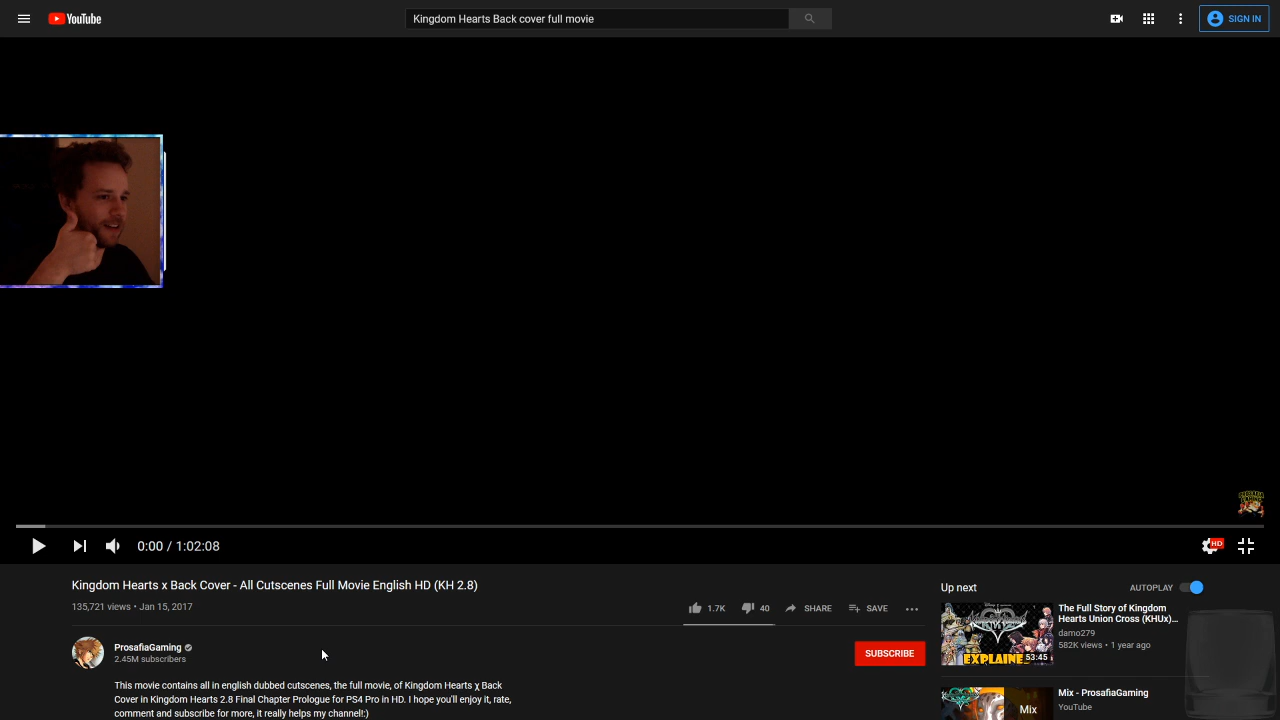 YouTube
Kingdom Hearts Back cover full movie
SIGN IN
0:00 / 1:02:08
HD
Kingdom Hearts x Back Cover - All Cutscenes Full Movie English HD (KH 2.8)
135,721 views • Jan 15, 2017
1.7K
40
SHARE
SAVE
ProsafiaGaming
2.45M subscribers
SUBSCRIBE
This movie contains all in english dubbed cutscenes, the full movie, of Kingdom Hearts χ Back
Cover in Kingdom Hearts 2.8 Final Chapter Prologue for PS4 Pro in HD. I hope you'll enjoy it, rate,
comment and subscribe for more, it really helps my channel!:)
Up next
AUTOPLAY
EXPLAINE
53:45
The Full Story of Kingdom
Hearts Union Cross (KHUx)...
damo279
582K views • 1 year ago
Mix
Mix - ProsafiaGaming
YouTube